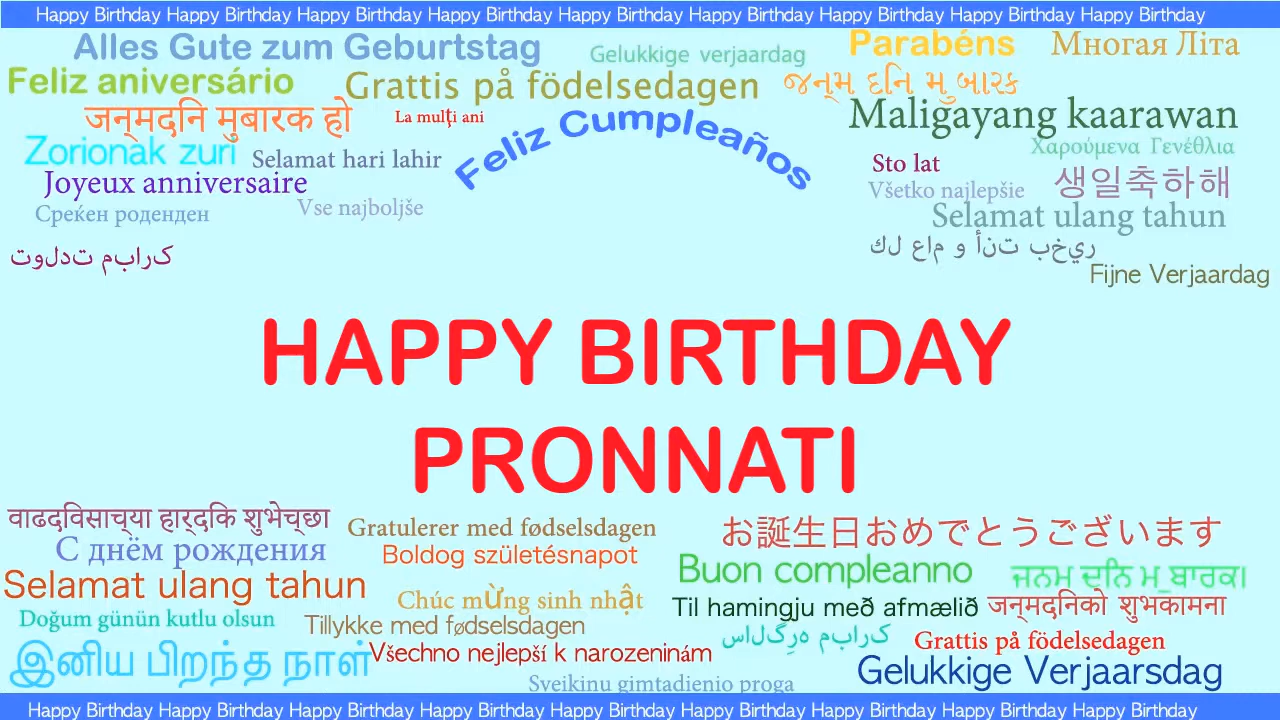 Happy Birthday Happy Birthday Happy Birthday Happy Birthday Happy Birthday Happy Birthday Happy Birthday Happy Birthday Happy Birthday
Alles Gute zum Geburtstag
Gelukkige verjaardag
Parabéns
Многая Літа
Feliz aniversário
Grattis på födelsedagen
જન્મ દનિ મુબારક
जन्मदनि मुबारक हो
La mulţi ani
Feliz Cumpleaños
Maligayang kaarawan
Zorionak zuri
Selamat hari lahir
Χαρούμενα Γενέθλια
Sto lat
Joyeux anniversaire
Všetko najlepšie
생일축하해
Среќен роденден
Vse najboljše
Selamat ulang tahun
تولدت مبارک
كل عام و أنت بخير
Fijne Verjaardag
HAPPY BIRTHDAY
PRONNATI
वाढदविसाच्या हार्दकि शुभेच्छा
Gratulerer med fødselsdagen
お誕生日おめでとうございます
С днём рождения
Boldog születésnapot
Buon compleanno
ਜਨਮ ਦਨਿ ਮੁਬਾਰਕ।
Selamat ulang tahun
Chúc mừng sinh nhật
Til hamingju með afmælið
जन्मदनिको शुभकामना
Doğum günün kutlu olsun
Tillykke med fødselsdagen
سالگرہ مبارک
Grattis på födelsedagen
இனிய பிறந்த நாள்
Všechno nejlepší k narozeninám
Gelukkige Verjaarsdag
Sveikinu gimtadienio proga
Happy Birthday Happy Birthday Happy Birthday Happy Birthday Happy Birthday Happy Birthday Happy Birthday Happy Birthday Happy Birthday